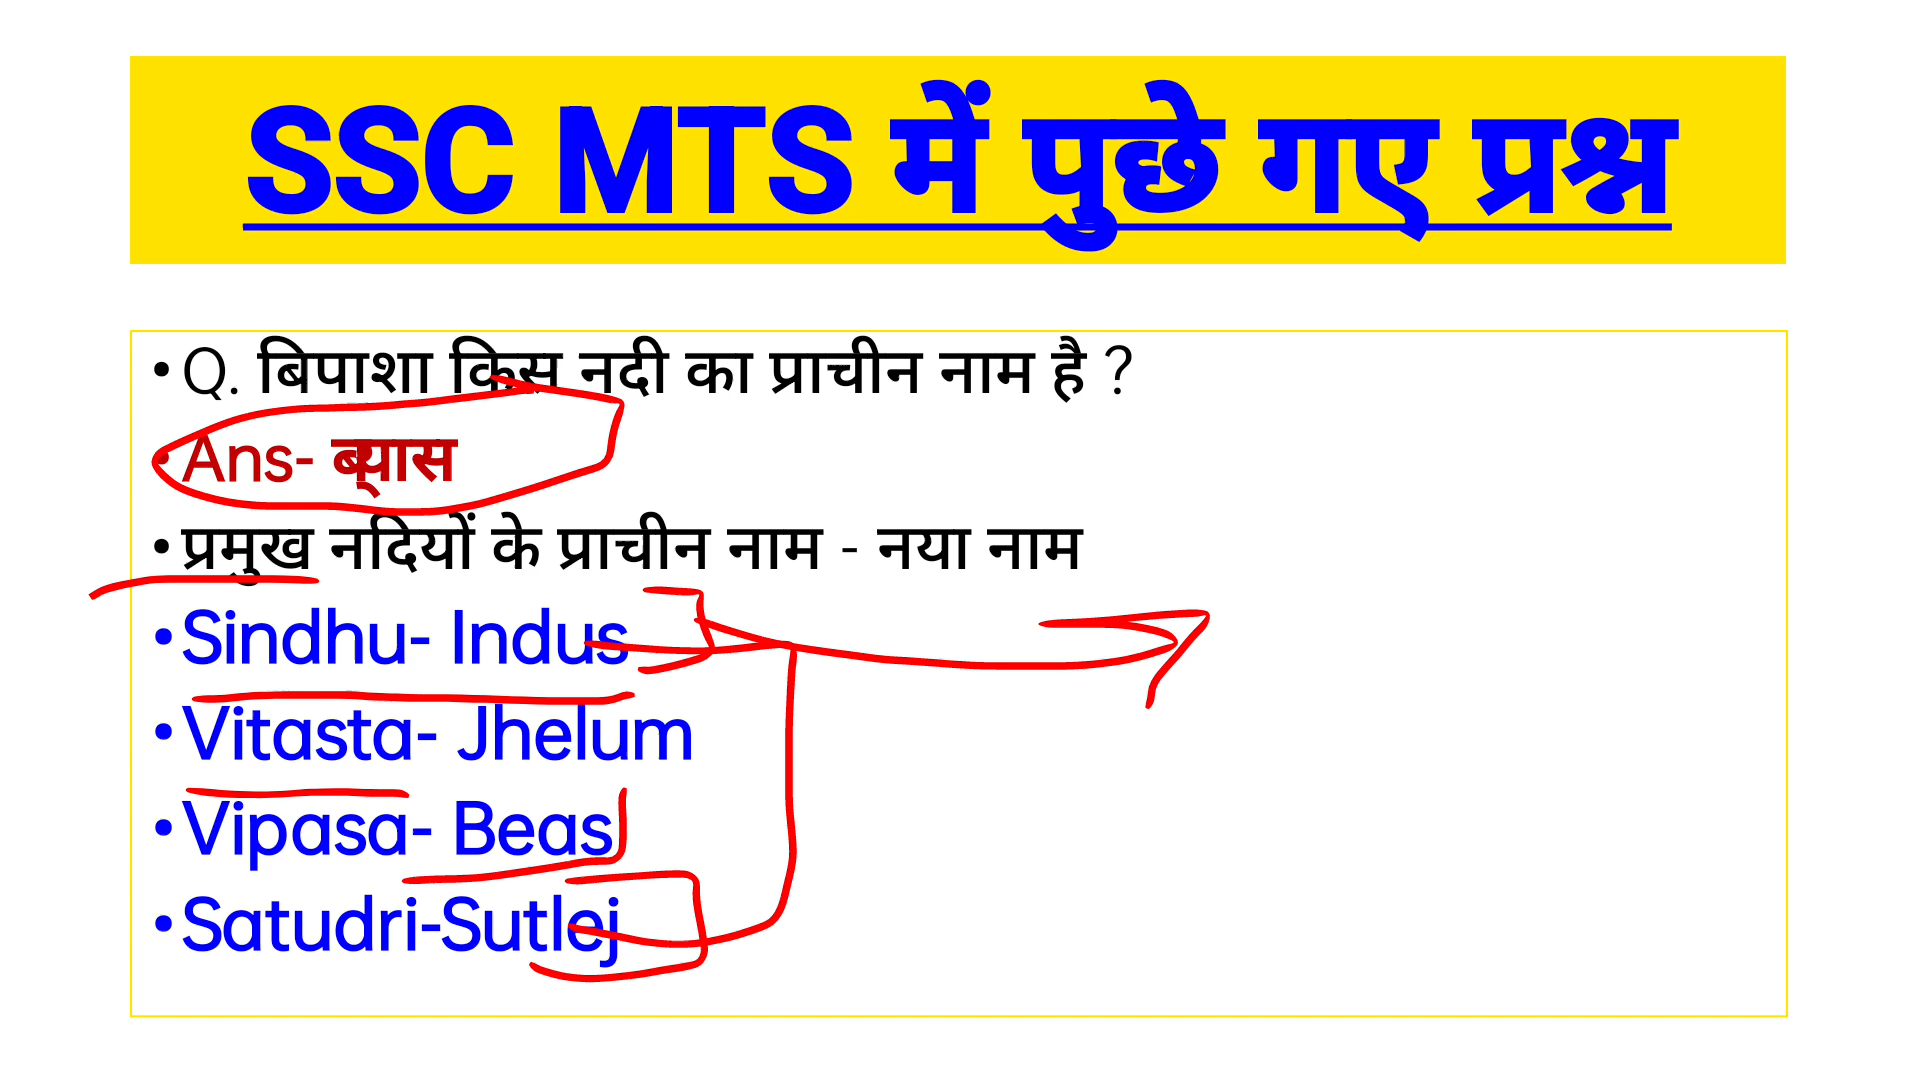 SSC MTS में पुछे गए प्रश्न
• Q. बिपाशा किस नदी का प्राचीन नाम है ?
• Ans- ब्यास
• प्रमुख नदियों के प्राचीन नाम - नया नाम
• Sindhu- Indus
• Vitasta- Jhelum
• Vipasa- Beas
• Satudri-Sutlej